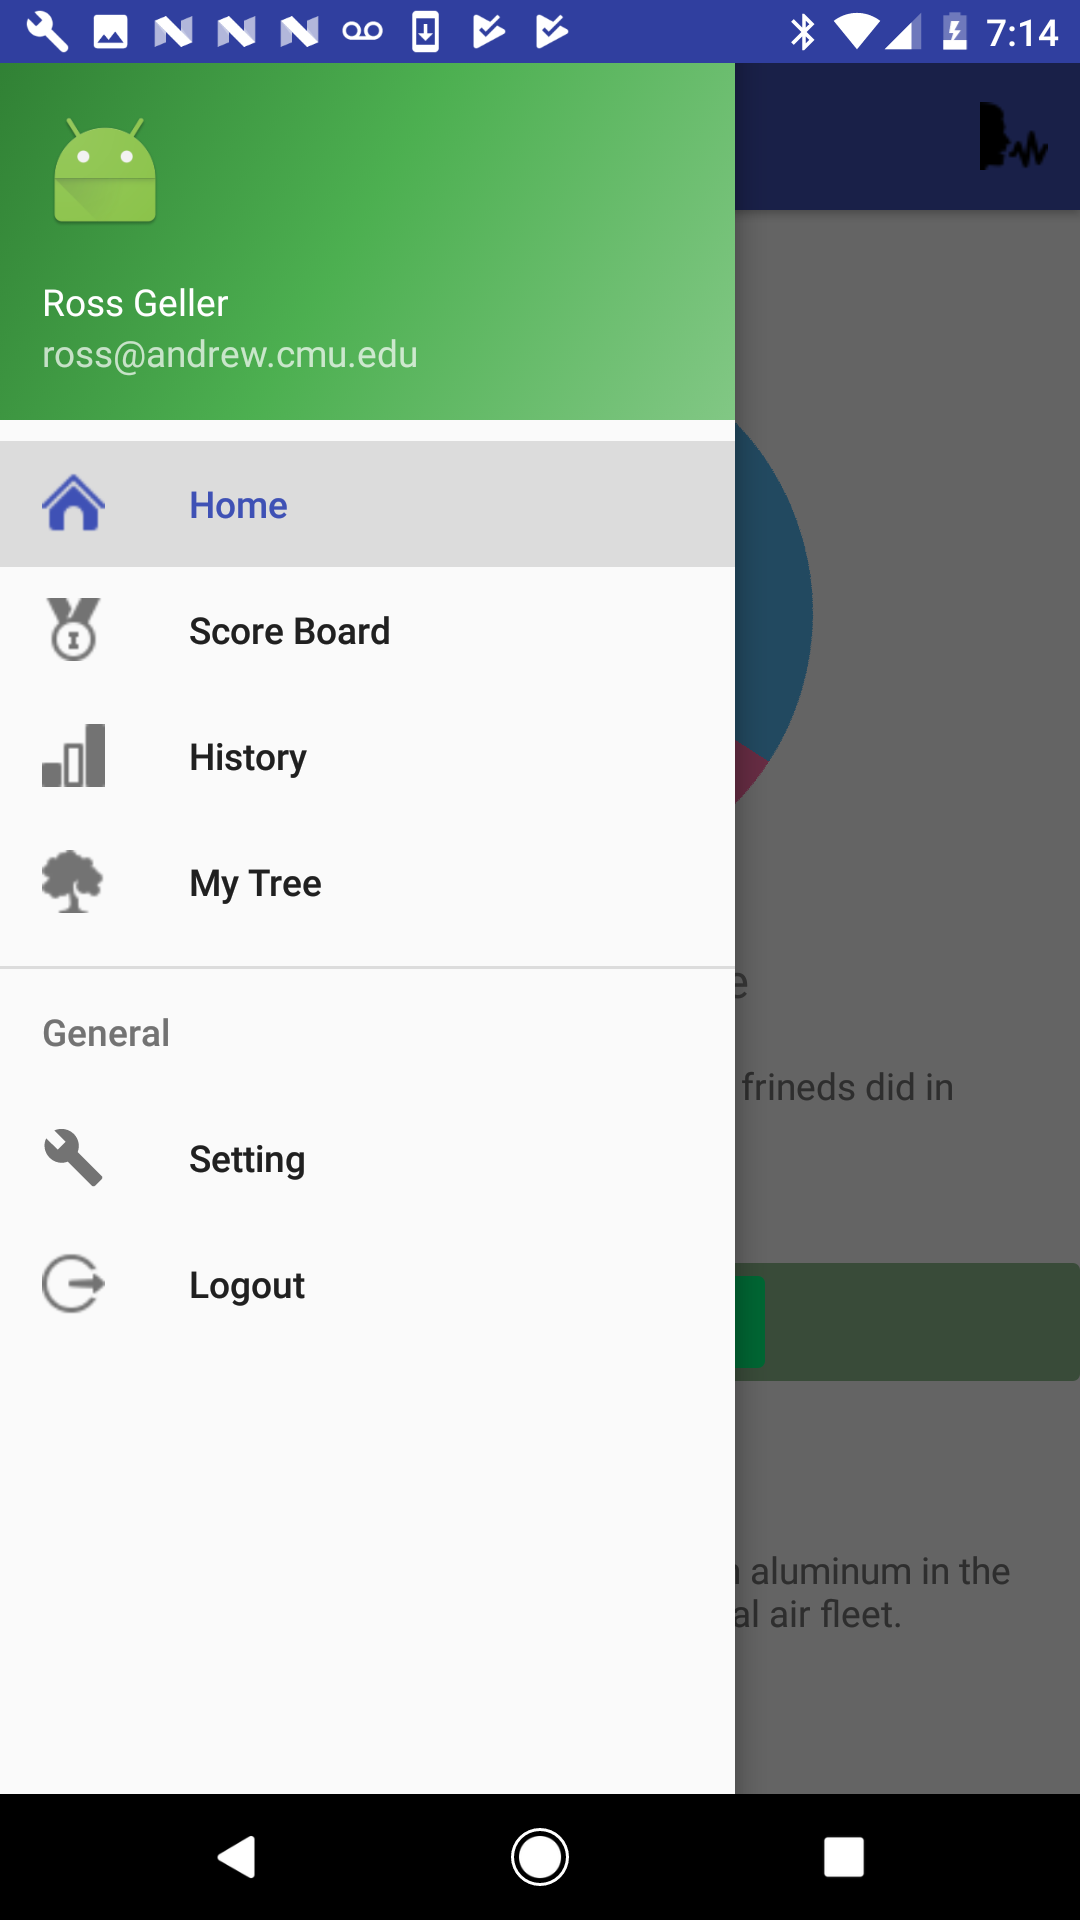 7:14
Ross Geller
ross@andrew.cmu.edu
Home
Score Board
History
My Tree
General
frineds did in
Setting
Logout
aluminum in the
air fleet.